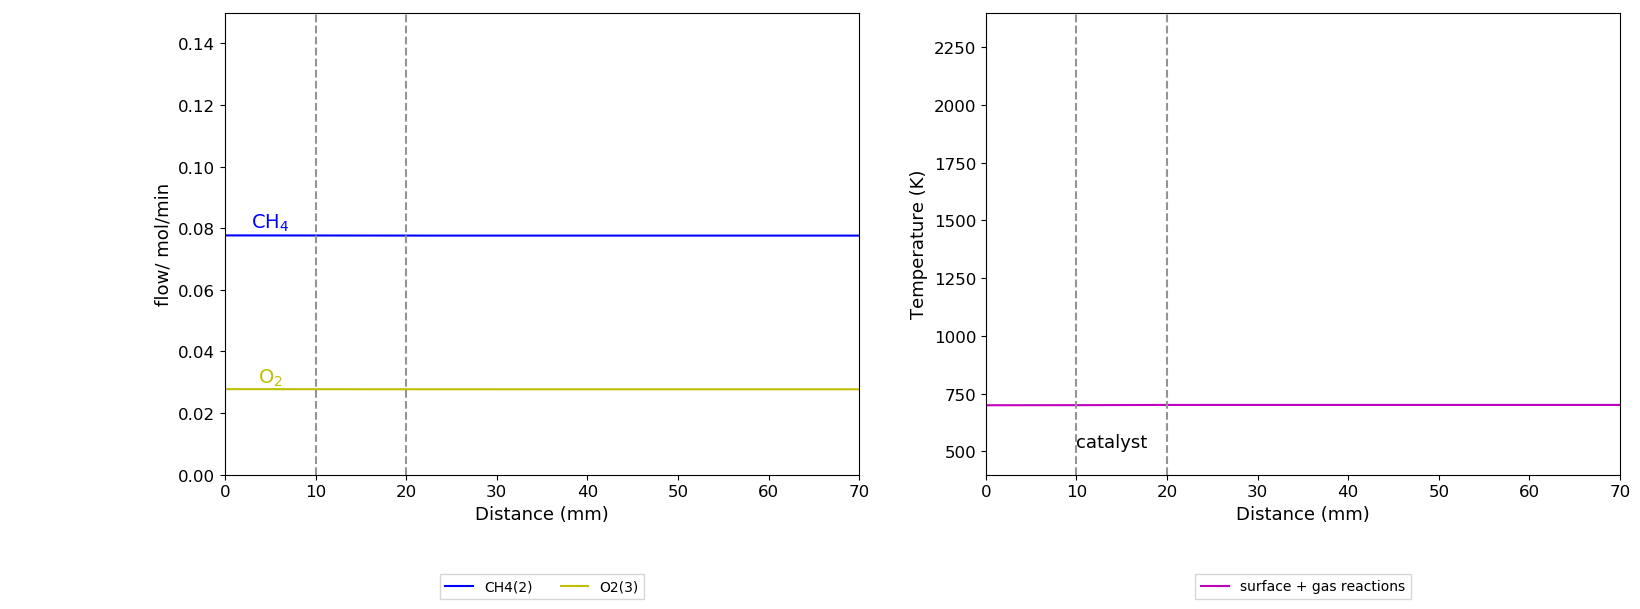 0.14
0.12
0.10
0.08
0.06
0.04
0.02
0.00
flow/ mol/min
CH₄
O₂
0 10 20 30 40 50 60 70
Distance (mm)
CH4(2) O2(3)
2250
2000
1750
1500
1250
1000
750
500
Temperature (K)
catalyst
0 10 20 30 40 50 60 70
Distance (mm)
surface + gas reactions